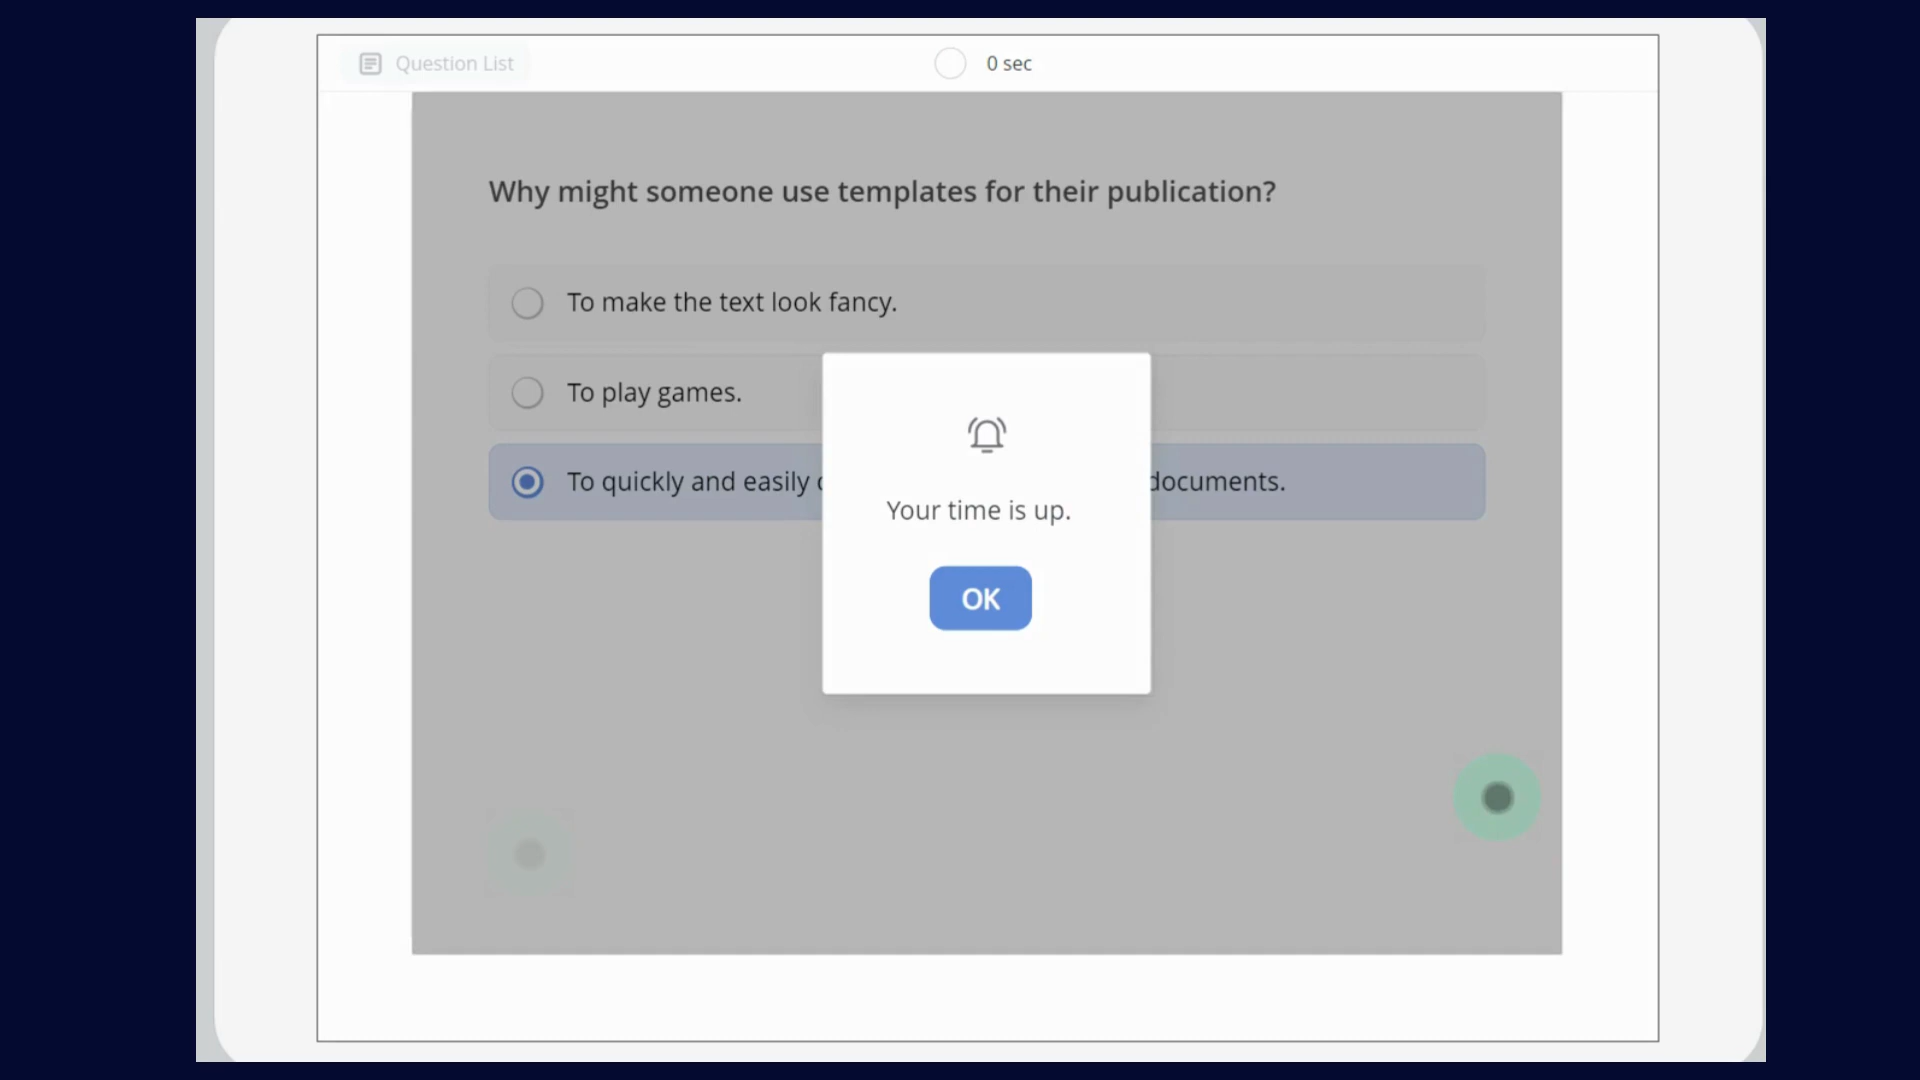 Question List
0 sec
Why might someone use templates for their publication?
To make the text look fancy.
To play games.
To quickly and easily documents.
Your time is up.
OK